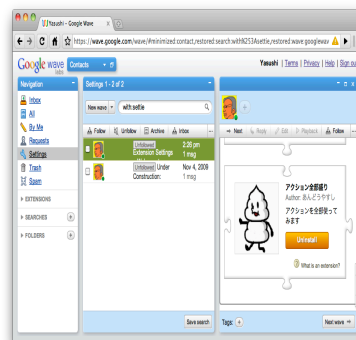 Yasushi - Google Wave
https://wave.google.com/wave/#minimized:contact,restored:search:with%253Asettie,restored:wave:googlewav
Google wave
labs
Contacts
Yasushi | Terms | Privacy | Help | Sign ou
Navigation
Inbox
All
By Me
Requests
Settings
Trash
Spam
EXTENSIONS
SEARCHES
FOLDERS
Settings 1 - 2 of 2
New wave
with:settie
Follow Unfollow Archive Inbox
Unfollowed 2:26 pm
Extension Settings 1 msg
Unfollowed Under Nov 4, 2009
Construction: 1 msg
Save search
Next Reply Edit Playback Follow
アクション全部盛り
Author: あんどうやすし
アクションを全部使って
みます
Uninstall
What is an extension?
Tags:
Next wave